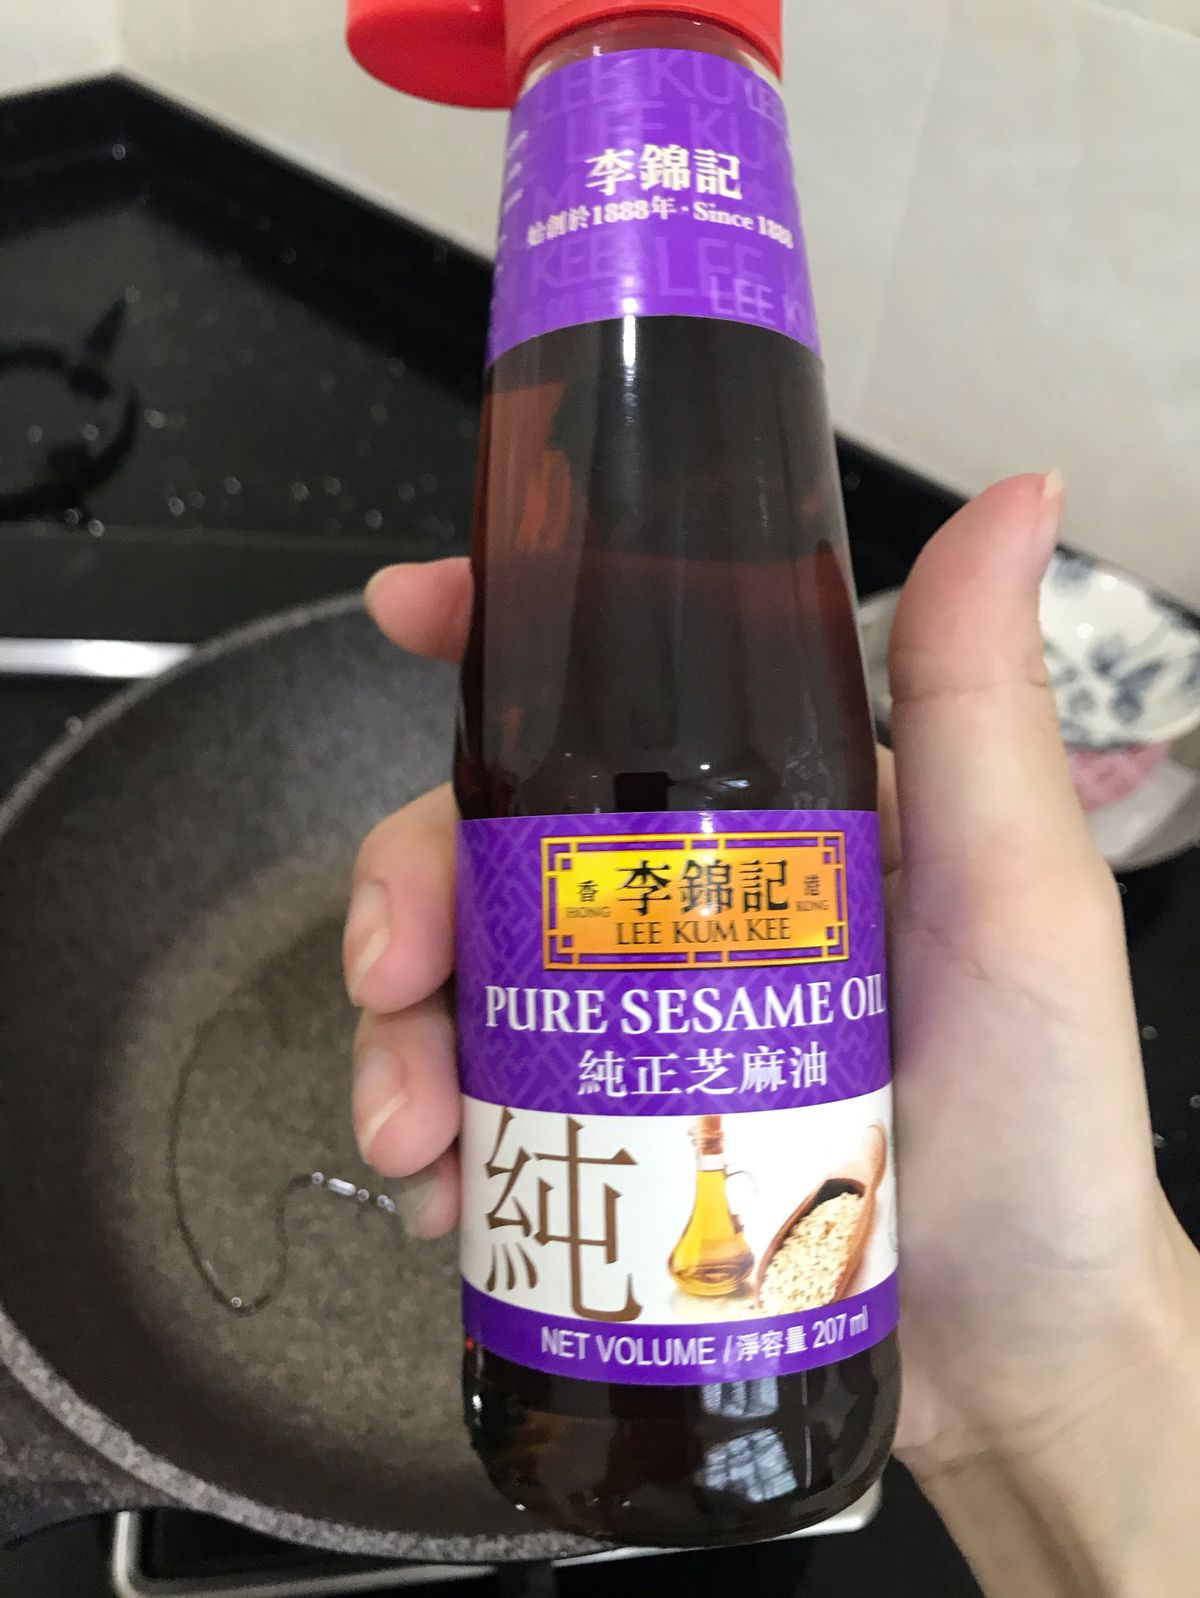 李錦記
始創於1888年 · Since 1888
香 李錦記 港
HONG KONG
LEE KUM KEE
PURE SESAME OIL
純正芝麻油
純
NET VOLUME / 淨容量 207 ml